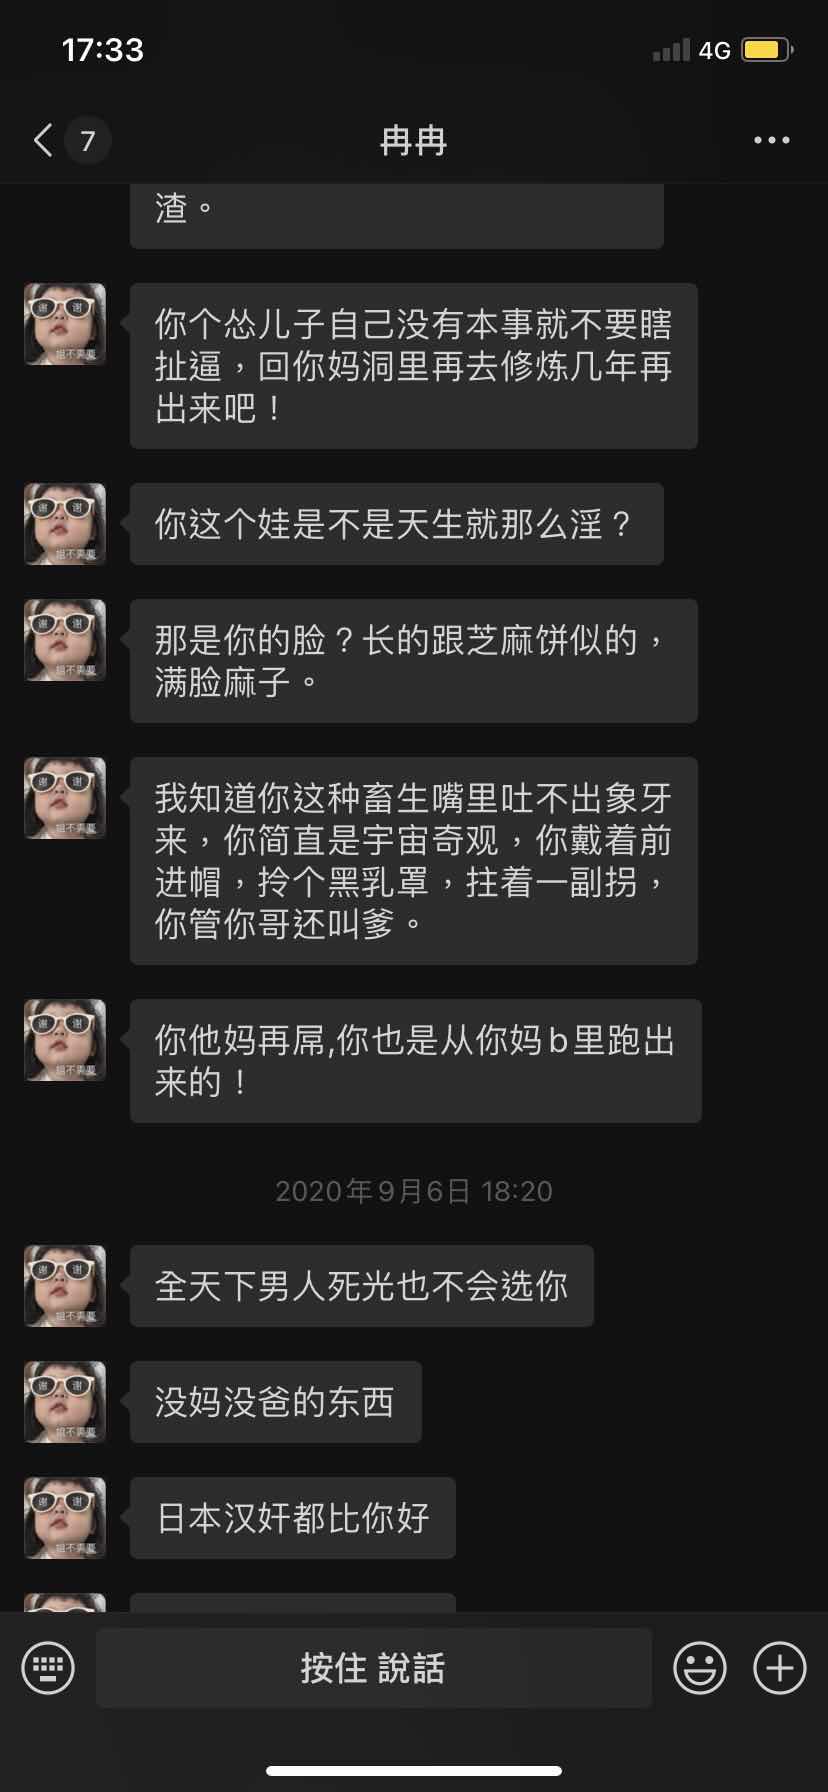 17:33
4G
7
冉冉
渣。
你个怂儿子自己没有本事就不要瞎
扯逼，回你妈洞里再去修炼几年再
出来吧！
你这个娃是不是天生就那么淫？
那是你的脸？长的跟芝麻饼似的，
满脸麻子。
我知道你这种畜生嘴里吐不出象牙
来，你简直是宇宙奇观，你戴着前
进帽，拎个黑乳罩，拄着一副拐，
你管你哥还叫爹。
你他妈再屌,你也是从你妈b里跑出
来的！
2020年9月6日 18:20
全天下男人死光也不会选你
没妈没爸的东西
日本汉奸都比你好
按住 說話